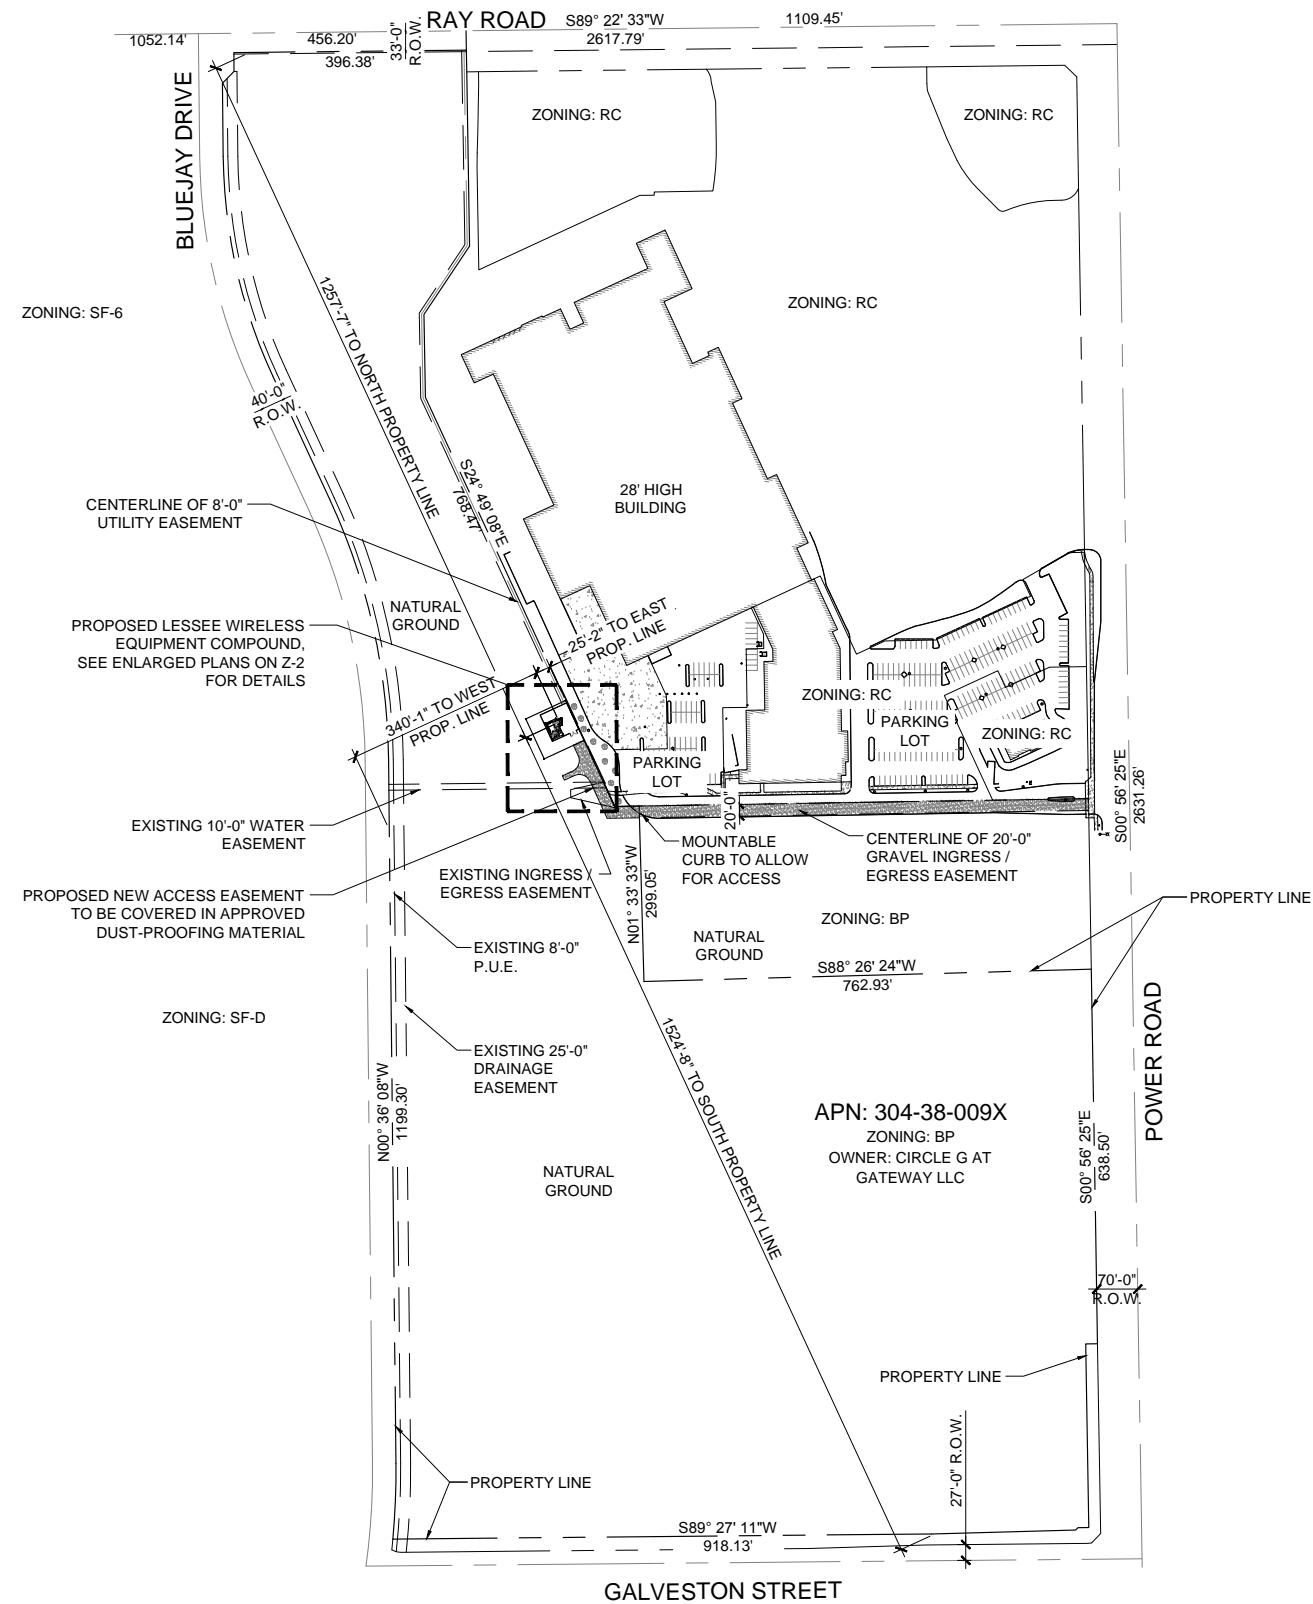 RAY ROAD
S89° 22' 33"W
2617.79'
1109.45'
1052.14'
456.20'
396.38'
33'-0"
R.O.W.
BLUEJAY DRIVE
ZONING: RC
ZONING: RC
ZONING: RC
ZONING: SF-6
1257'-7" TO NORTH PROPERTY LINE
40'-0"
R.O.W.
S24° 49' 08"E
768.47'
28' HIGH
BUILDING
CENTERLINE OF 8'-0"
UTILITY EASEMENT
NATURAL
GROUND
PROPOSED LESSEE WIRELESS
EQUIPMENT COMPOUND,
SEE ENLARGED PLANS ON Z-2
FOR DETAILS
25'-2" TO EAST
PROP. LINE
340'-1" TO WEST
PROP. LINE
ZONING: RC
PARKING
LOT
ZONING: RC
PARKING
LOT
S00° 56' 25"E
2631.26'
20'-0"
EXISTING 10'-0" WATER
EASEMENT
MOUNTABLE
CURB TO ALLOW
FOR ACCESS
CENTERLINE OF 20'-0"
GRAVEL INGRESS /
EGRESS EASEMENT
EXISTING INGRESS /
EGRESS EASEMENT
N01° 33' 33"W
299.05'
PROPOSED NEW ACCESS EASEMENT
TO BE COVERED IN APPROVED
DUST-PROOFING MATERIAL
PROPERTY LINE
ZONING: BP
NATURAL
GROUND
EXISTING 8'-0"
P.U.E.
S88° 26' 24"W
762.93'
ZONING: SF-D
POWER ROAD
EXISTING 25'-0"
DRAINAGE
EASEMENT
1524'-8" TO SOUTH PROPERTY LINE
N00° 36' 08"W
1199.30'
APN: 304-38-009X
ZONING: BP
OWNER: CIRCLE G AT
GATEWAY LLC
S00° 56' 25"E
638.50'
NATURAL
GROUND
70'-0"
R.O.W.
PROPERTY LINE
27'-0" R.O.W.
PROPERTY LINE
S89° 27' 11"W
918.13'
GALVESTON STREET